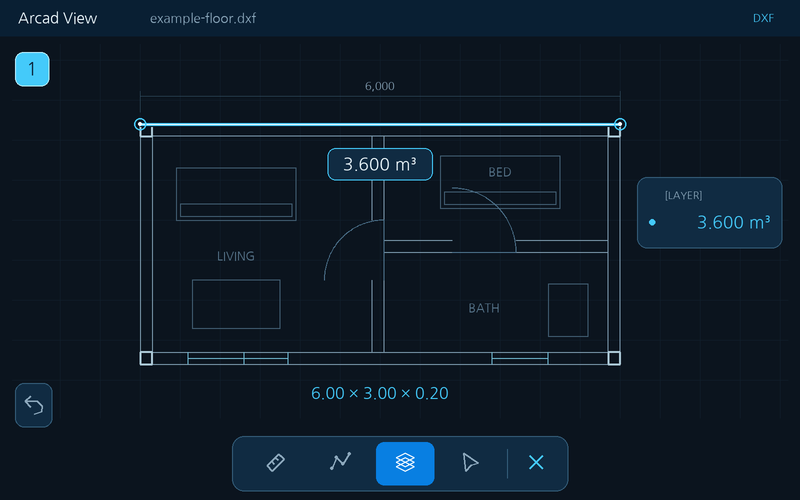 Arcad View
example-floor.dxf
DXF
1
6,000
3.600 m³
BED
[LAYER]
3.600 m³
LIVING
BATH
6.00 × 3.00 × 0.20